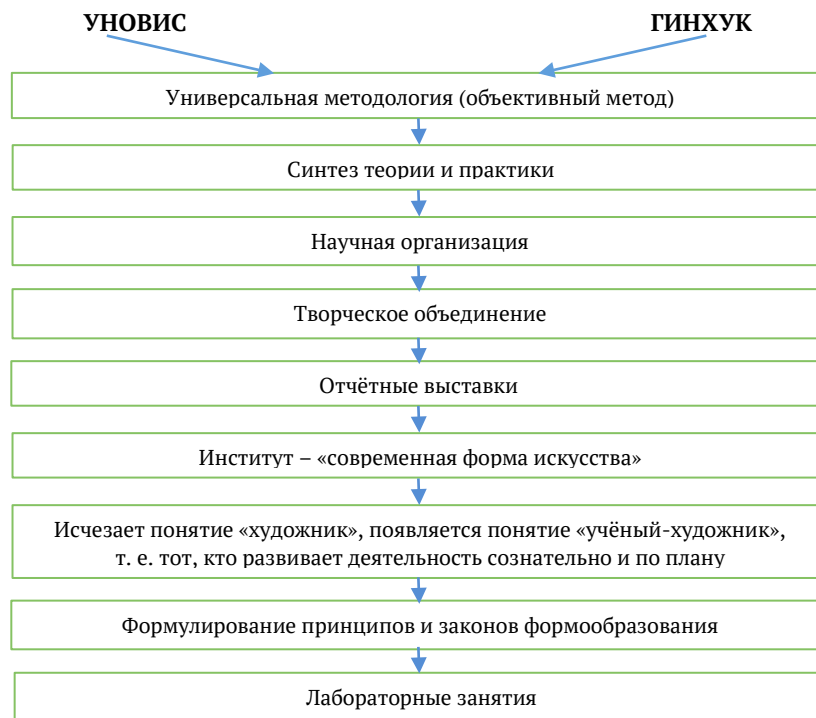 УНОВИС ГИНХУК
Универсальная методология (объективный метод)
Синтез теории и практики
Научная организация
Творческое объединение
Отчётные выставки
Институт – «современная форма искусства»
Исчезает понятие «художник», появляется понятие «учёный-художник»,
т. е. тот, кто развивает деятельность сознательно и по плану
Формулирование принципов и законов формообразования
Лабораторные занятия